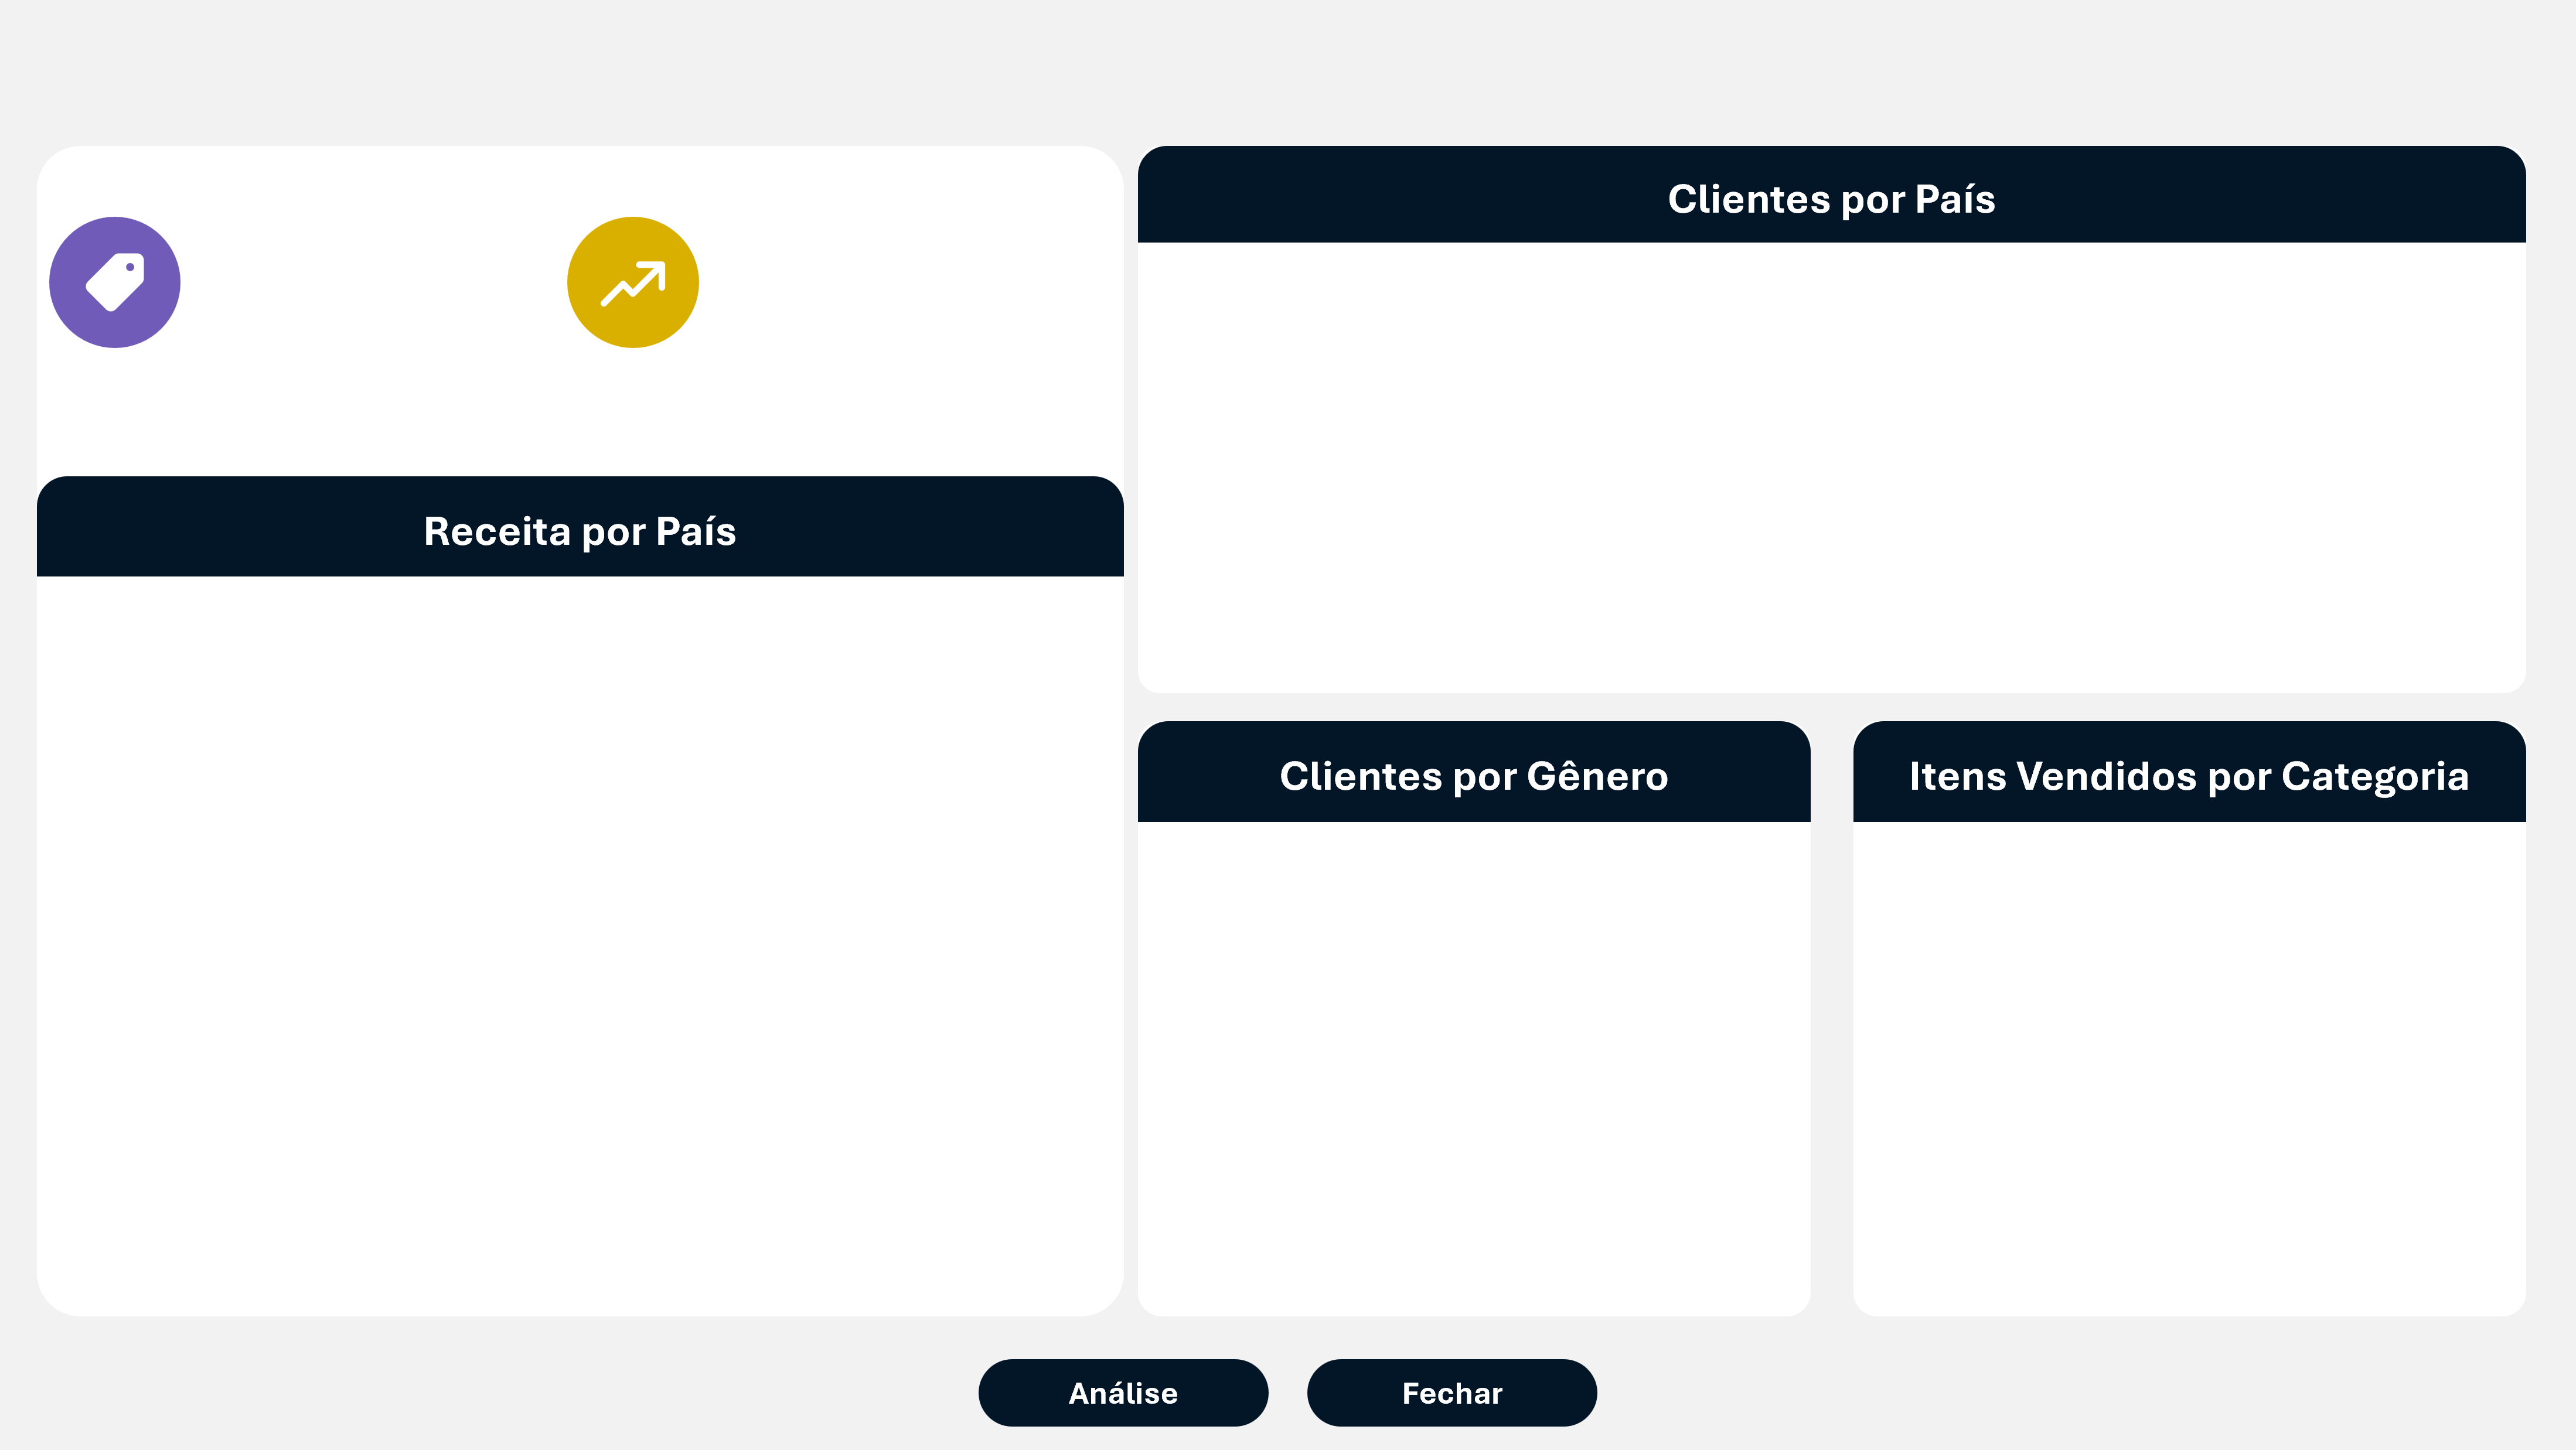 Clientes por País
Receita por País
Clientes por Gênero
Itens Vendidos por Categoria
Análise
Fechar